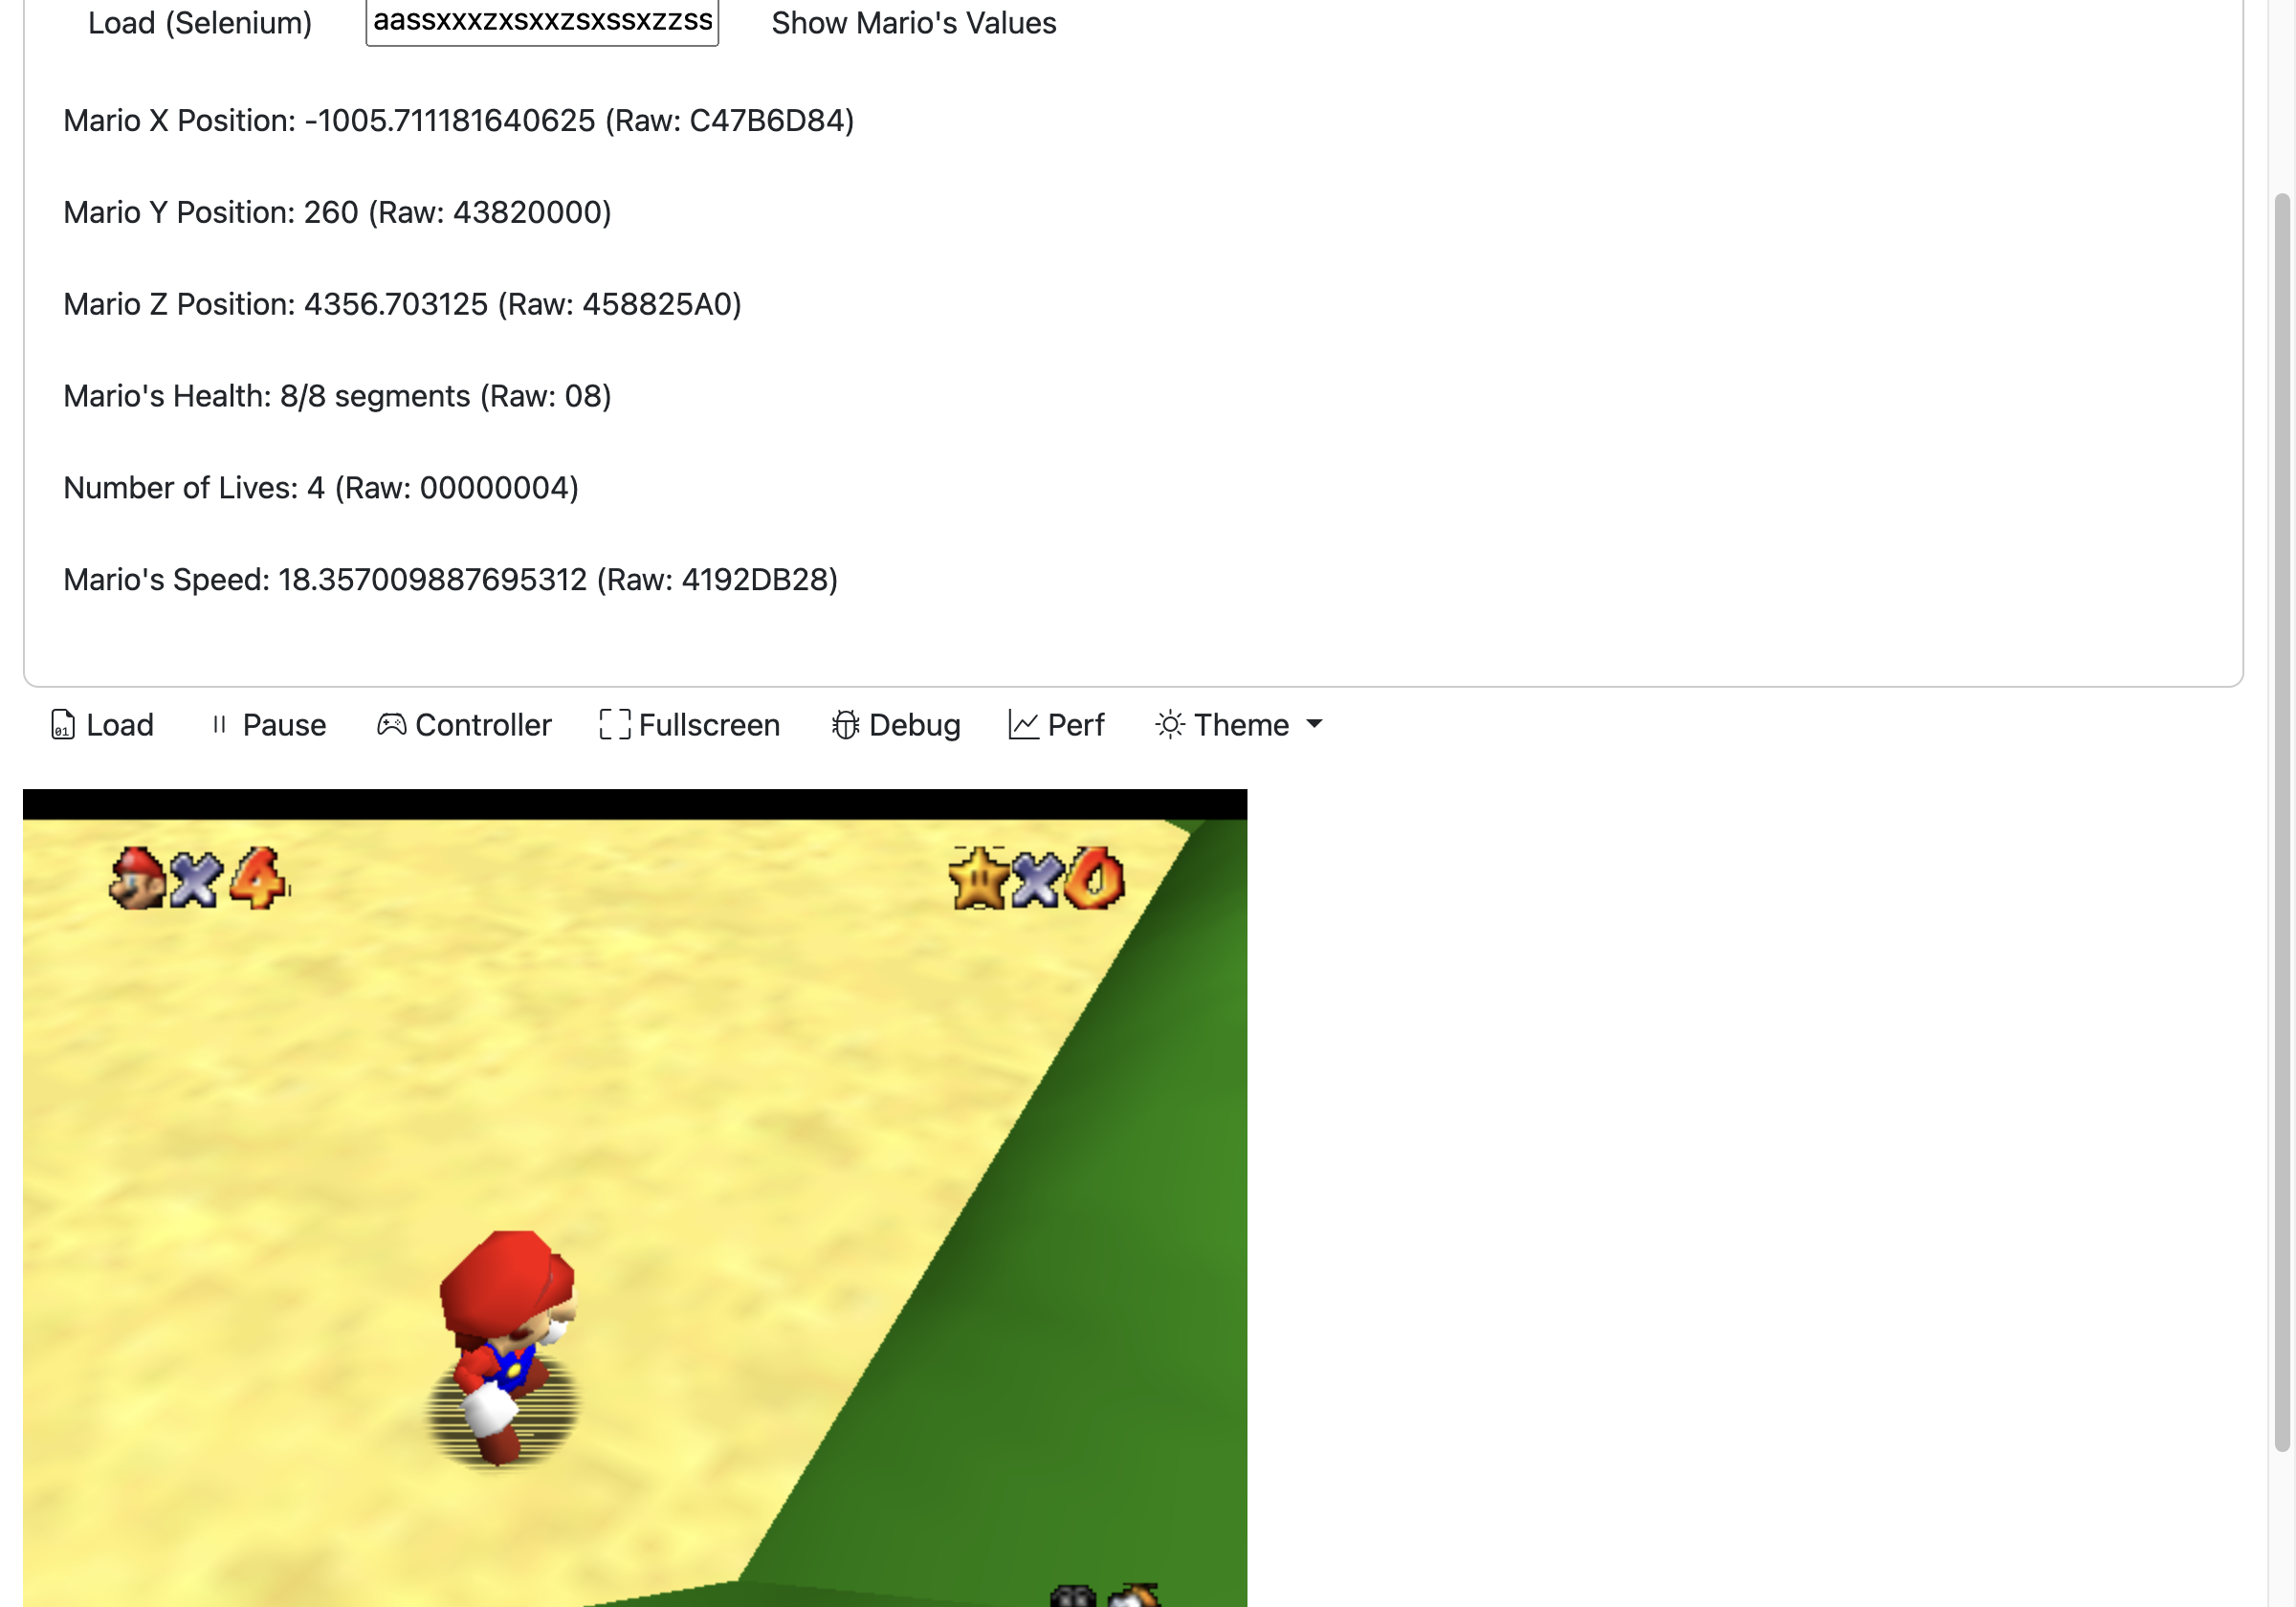 Load (Selenium) aassxxxzxsxxzsxssxzzss Show Mario's Values
Mario X Position: -1005.711181640625 (Raw: C47B6D84)
Mario Y Position: 260 (Raw: 43820000)
Mario Z Position: 4356.703125 (Raw: 458825A0)
Mario's Health: 8/8 segments (Raw: 08)
Number of Lives: 4 (Raw: 00000004)
Mario's Speed: 18.357009887695312 (Raw: 4192DB28)
Load Pause Controller Fullscreen Debug Perf Theme
×4 ×0